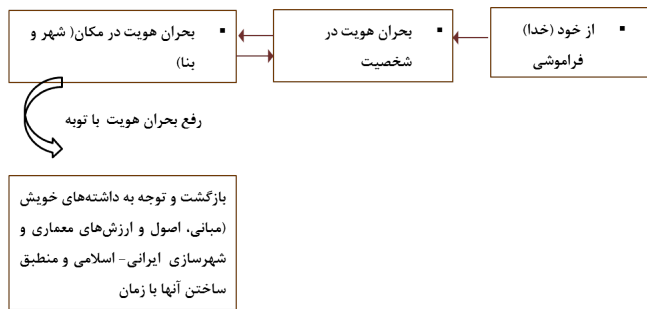 ▪ از خود (خدا)
فراموشی
▪ بحران هویت در
شخصیت
▪ بحران هویت در مکان( شهر و
بنا)
رفع بحران هویت با توبه
بازگشت و توجه به داشته‌های خویش
(مبانی، اصول و ارزش‌های معماری و
شهرسازی ایرانی- اسلامی و منطبق
ساختن آنها با زمان